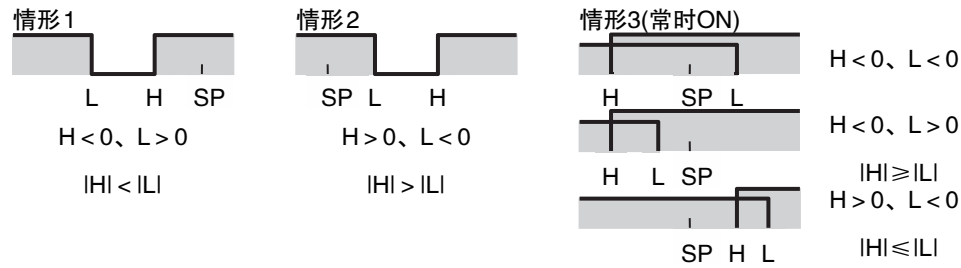 情形1
L H SP
H < 0、L > 0
|H| < |L|
情形2
SP L H
H > 0、L < 0
|H| > |L|
情形3(常时ON)
H SP L
H < 0、L < 0
H L SP
H < 0、L > 0
|H| ≥ |L|
SP H L
H > 0、L < 0
|H| ≤ |L|